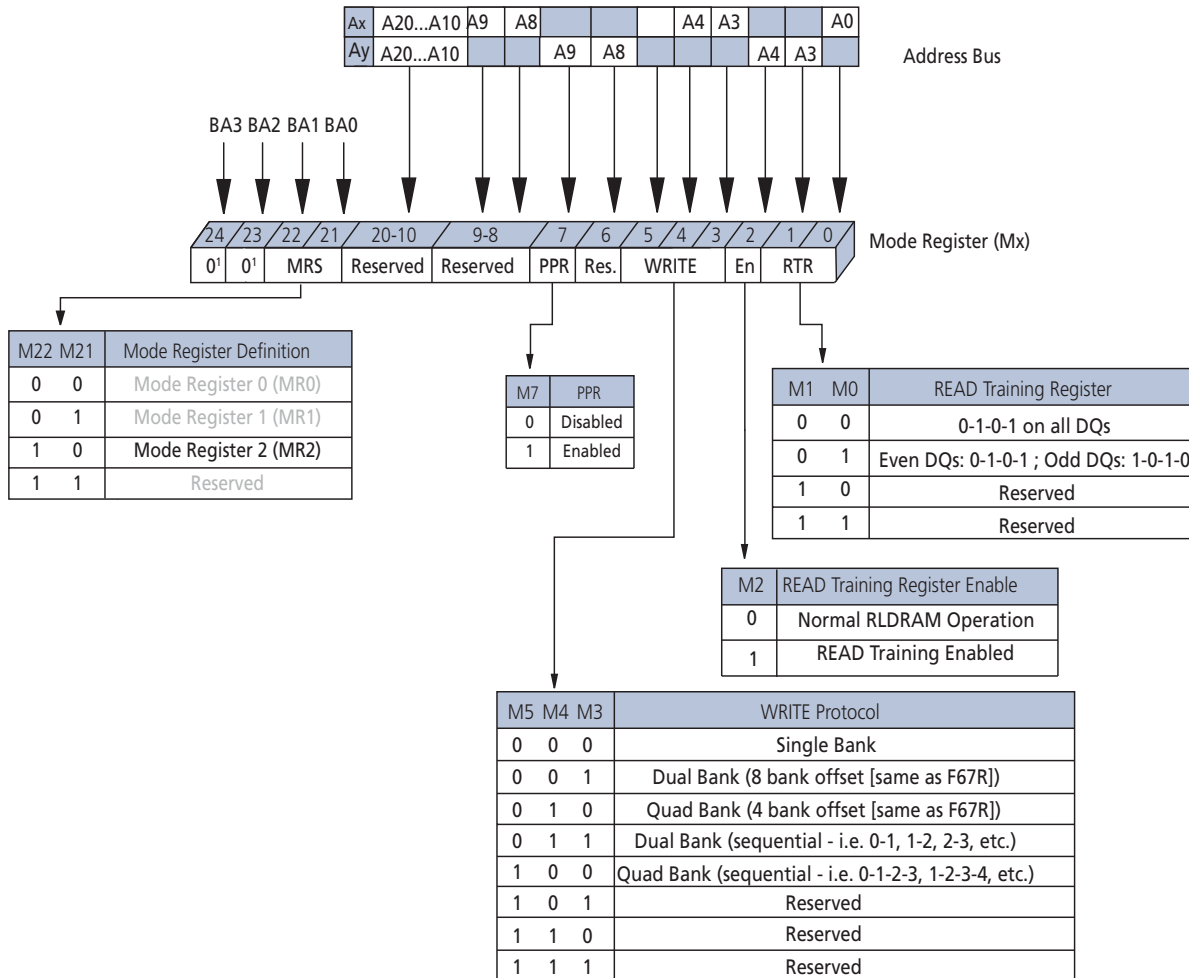 Ax A20...A10 A9 A8 A4 A3 A0
Ay A20...A10 A9 A8 A4 A3
Address Bus
BA3 BA2 BA1 BA0
24 23 22 21 20-10 9-8 7 6 5 4 3 2 1 0
Mode Register (Mx)
0¹ 0¹ MRS Reserved Reserved PPR Res. WRITE En RTR
M22 M21 Mode Register Definition
0 0 Mode Register 0 (MR0)
0 1 Mode Register 1 (MR1)
1 0 Mode Register 2 (MR2)
1 1 Reserved
M7 PPR
0 Disabled
1 Enabled
M1 M0 READ Training Register
0 0 0-1-0-1 on all DQs
0 1 Even DQs: 0-1-0-1 ; Odd DQs: 1-0-1-0
1 0 Reserved
1 1 Reserved
M2 READ Training Register Enable
0 Normal RLDRAM Operation
1 READ Training Enabled
M5 M4 M3 WRITE Protocol
0 0 0 Single Bank
0 0 1 Dual Bank (8 bank offset [same as F67R])
0 1 0 Quad Bank (4 bank offset [same as F67R])
0 1 1 Dual Bank (sequential - i.e. 0-1, 1-2, 2-3, etc.)
1 0 0 Quad Bank (sequential - i.e. 0-1-2-3, 1-2-3-4, etc.)
1 0 1 Reserved
1 1 0 Reserved
1 1 1 Reserved